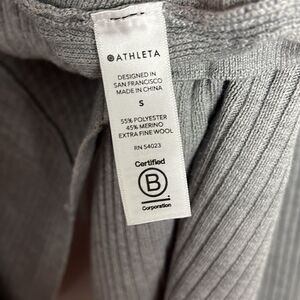 ATHLETA
DESIGNED IN
SAN FRANCISCO
MADE IN CHINA
S
55% POLYESTER
45% MERINO
EXTRA FINE WOOL
RN 54023
Certified
B
Corporation